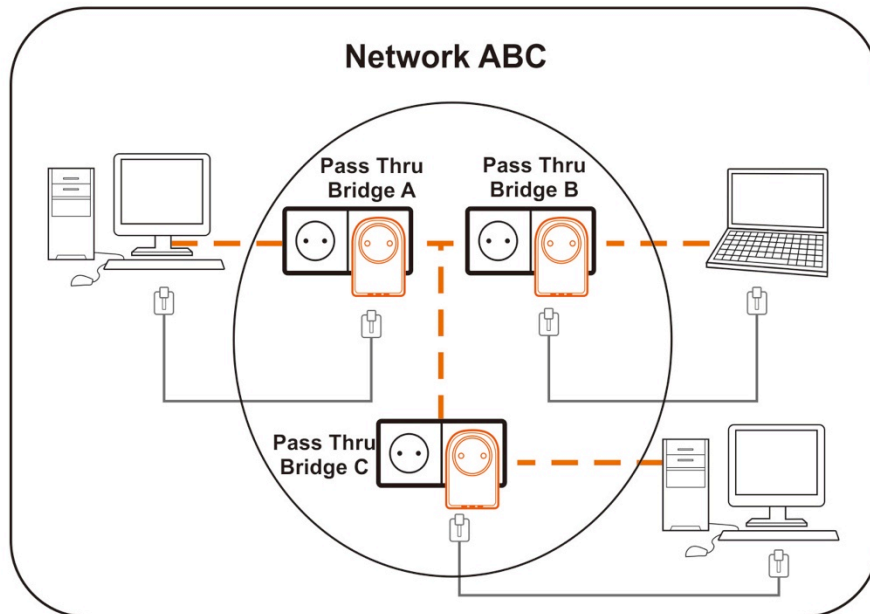 Network ABC
Pass Thru
Bridge A
Pass Thru
Bridge B
Pass Thru
Bridge C